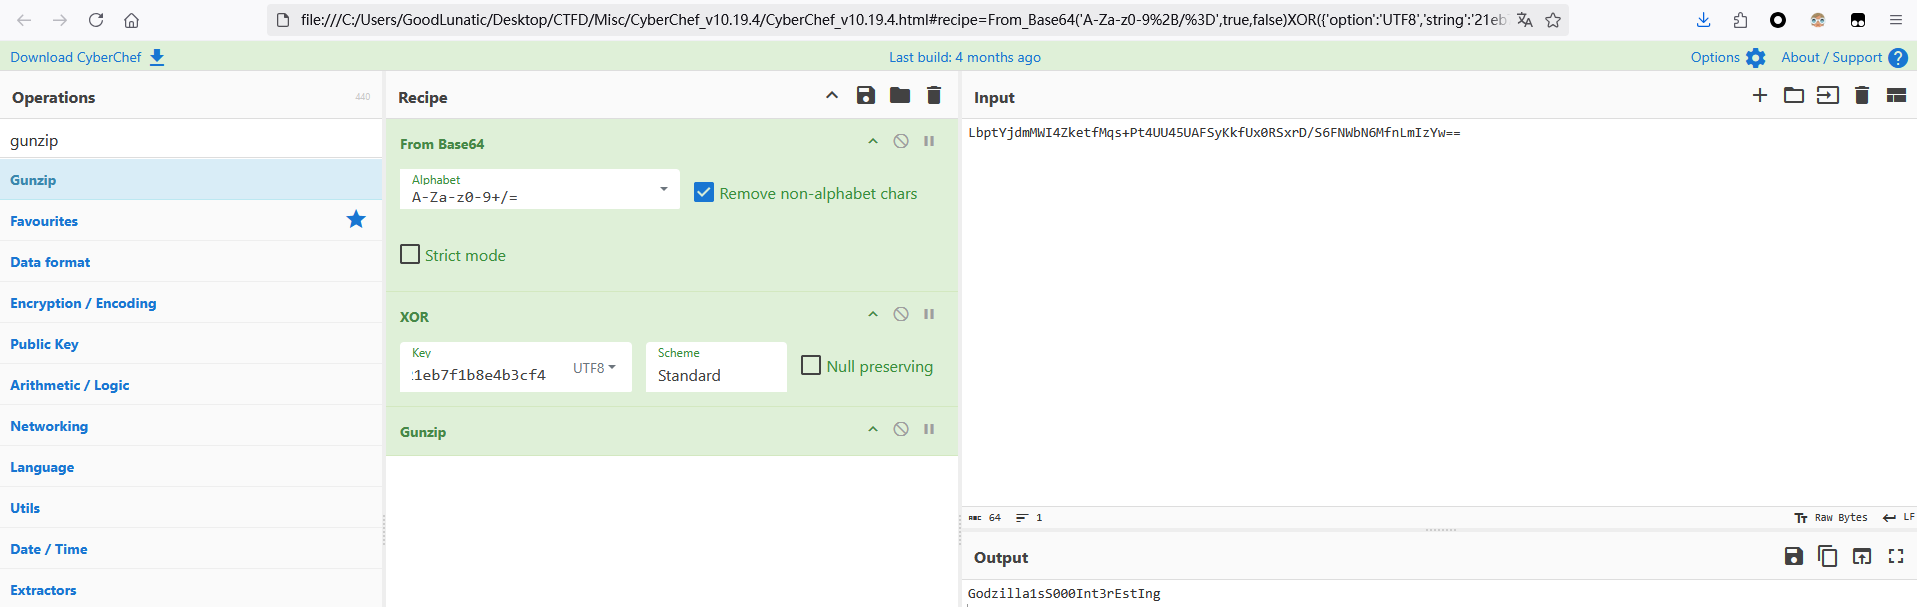 file:///C:/Users/GoodLunatic/Desktop/CTFD/Misc/CyberChef_v10.19.4/CyberChef_v10.19.4.html#recipe=From_Base64('A-Za-z0-9%2B/%3D',true,false)XOR({'option':'UTF8','string':'21eb
Download CyberChef
Last build: 4 months ago
Options
About / Support
Operations
440
Recipe
Input
gunzip
Gunzip
Favourites
Data format
Encryption / Encoding
Public Key
Arithmetic / Logic
Networking
Language
Utils
Date / Time
Extractors
From Base64
Alphabet
A-Za-z0-9+/=
Remove non-alphabet chars
Strict mode
XOR
Key
1eb7f1b8e4b3cf4
UTF8
Scheme
Standard
Null preserving
Gunzip
LbptYjdmMWI4ZketfMqs+Pt4UU45UAFSyKkfUx0RSxrD/S6FNWbN6MfnLmIzYw==
ABC 64
1
Raw Bytes
LF
Output
Godzilla1sS000Int3rEstIng